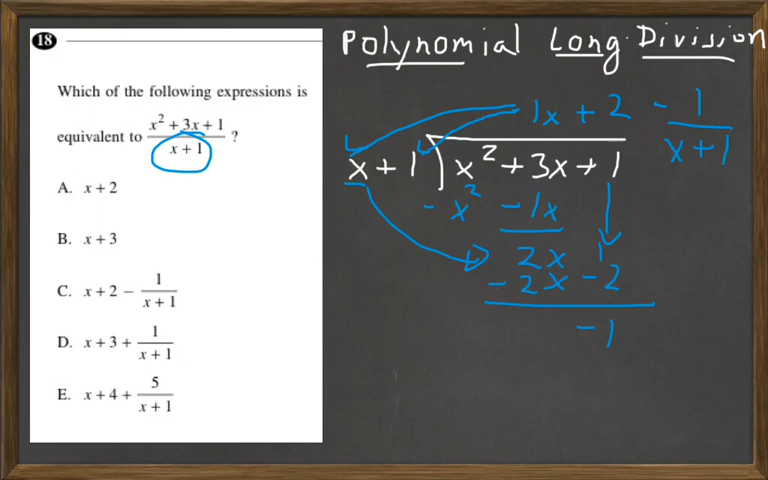 18
Which of the following expressions is
equivalent to (x² + 3x + 1)/(x + 1) ?
A. x + 2
B. x + 3
C. x + 2 − 1/(x + 1)
D. x + 3 + 1/(x + 1)
E. x + 4 + 5/(x + 1)
Polynomial Long Division
1x + 2 - 1/(x + 1)
x + 1 ) x² + 3x + 1
- x² - 1x
2x 1
- 2x - 2
- 1